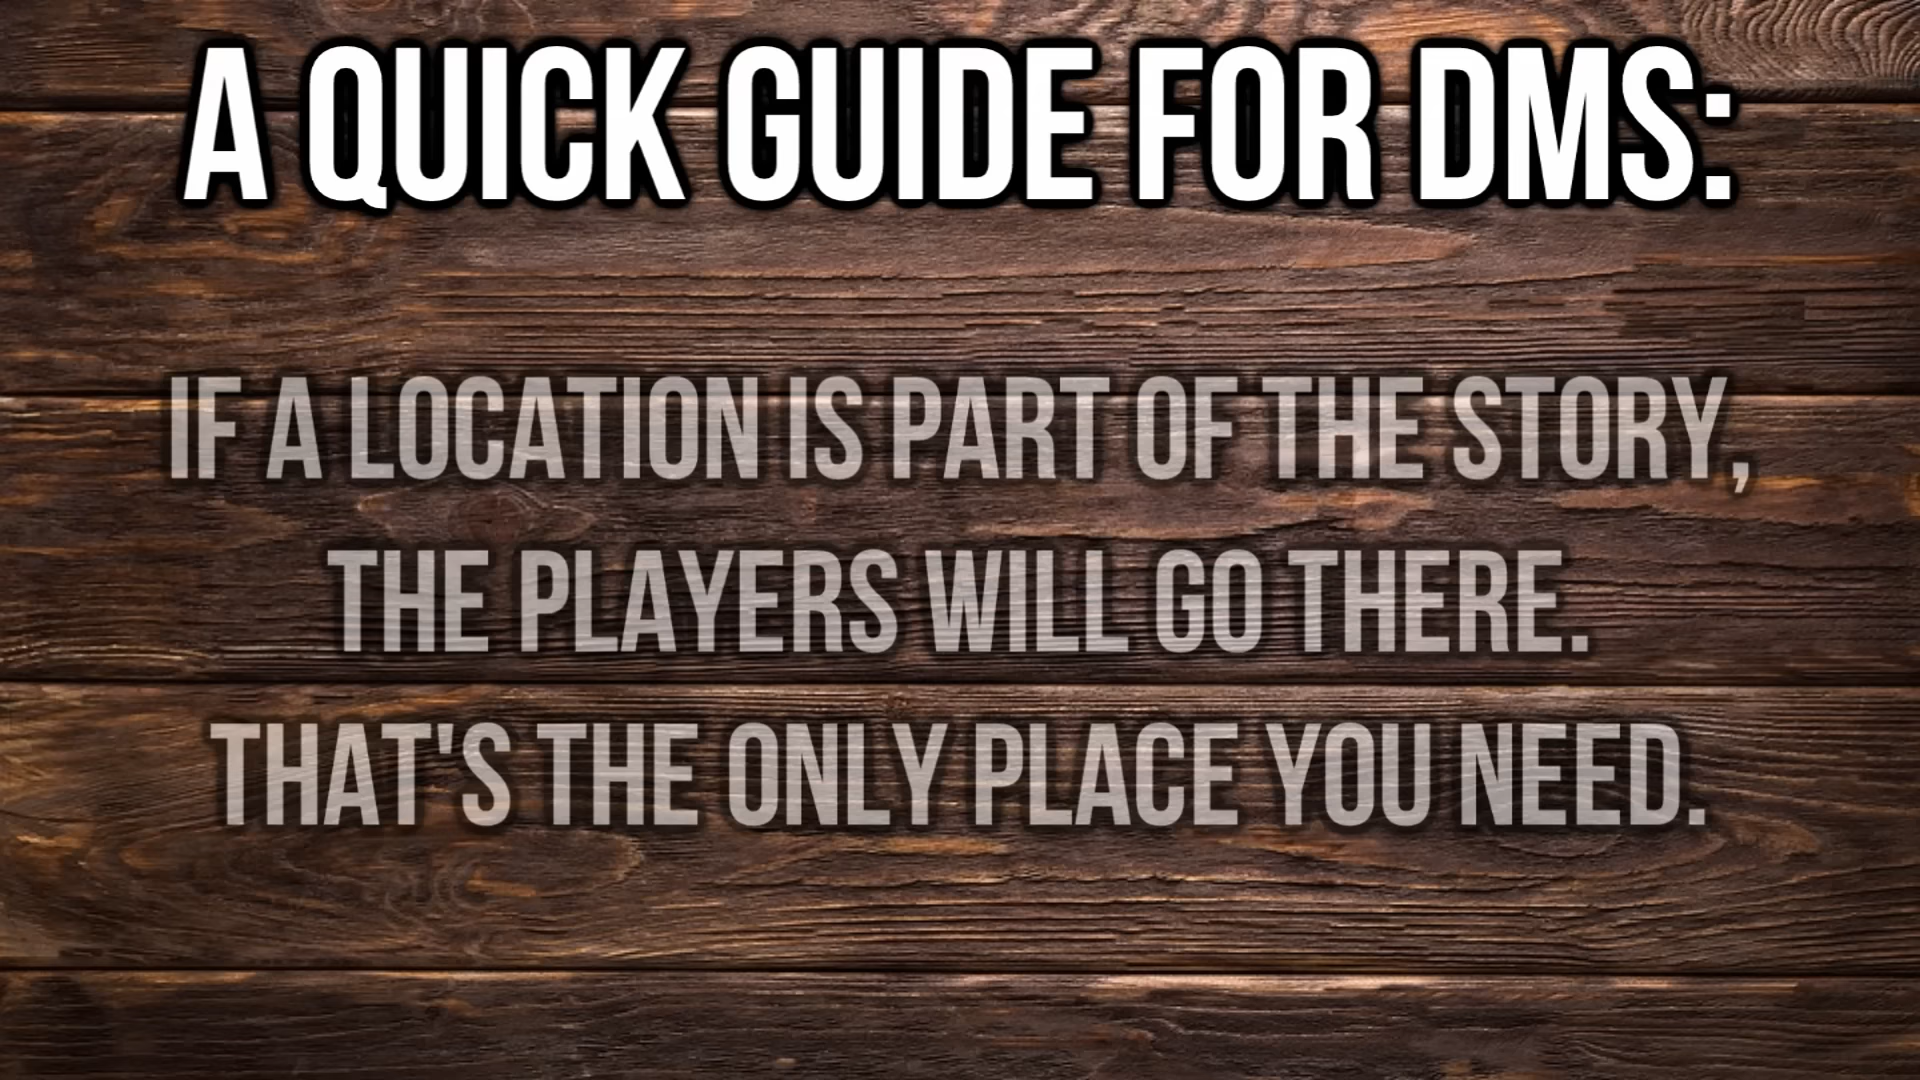 A QUICK GUIDE FOR DMS:
IF A LOCATION IS PART OF THE STORY,
THE PLAYERS WILL GO THERE.
THAT'S THE ONLY PLACE YOU NEED.